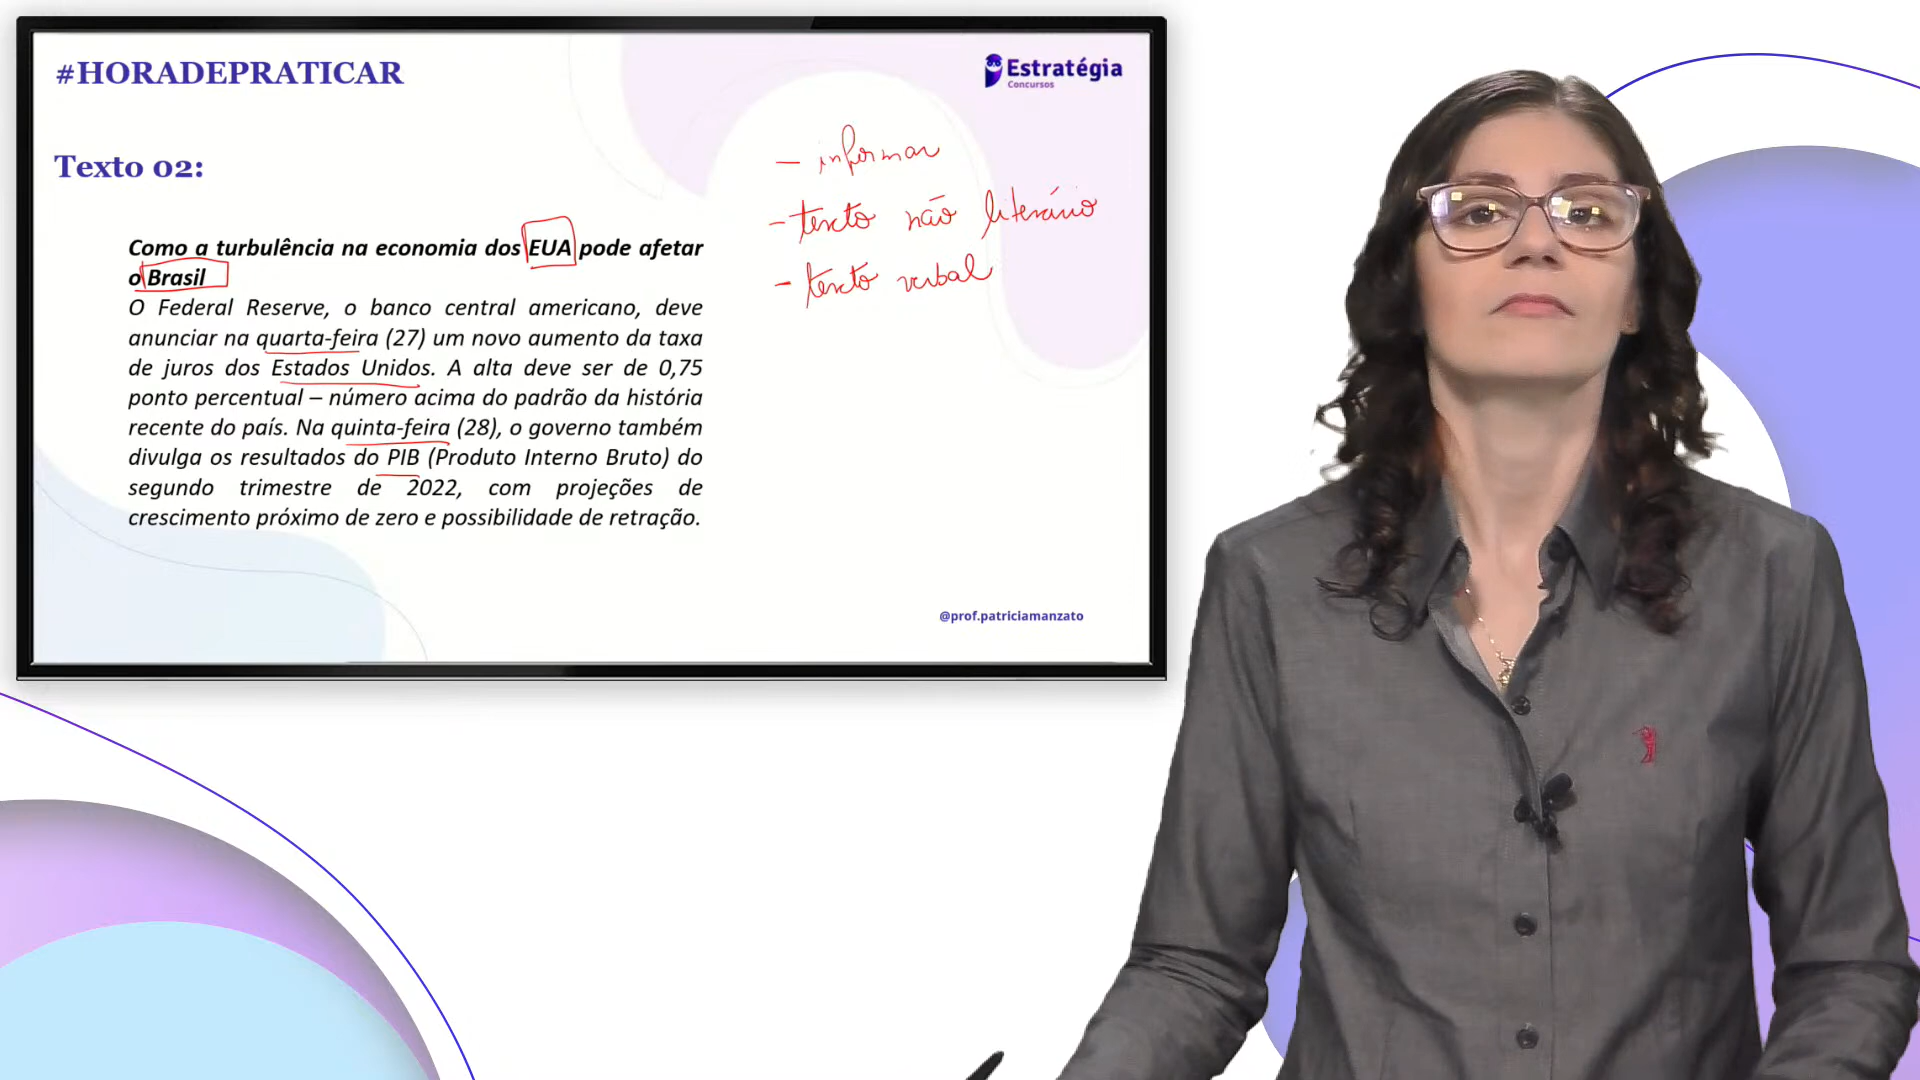 #HORADEPRATICAR
Estratégia
Concursos
Texto 02:
Como a turbulência na economia dos EUA pode afetar
o Brasil
O Federal Reserve, o banco central americano, deve
anunciar na quarta-feira (27) um novo aumento da taxa
de juros dos Estados Unidos. A alta deve ser de 0,75
ponto percentual – número acima do padrão da história
recente do país. Na quinta-feira (28), o governo também
divulga os resultados do PIB (Produto Interno Bruto) do
segundo trimestre de 2022, com projeções de
crescimento próximo de zero e possibilidade de retração.
- informar
- texto não literário
- texto verbal
@prof.patriciamanzato